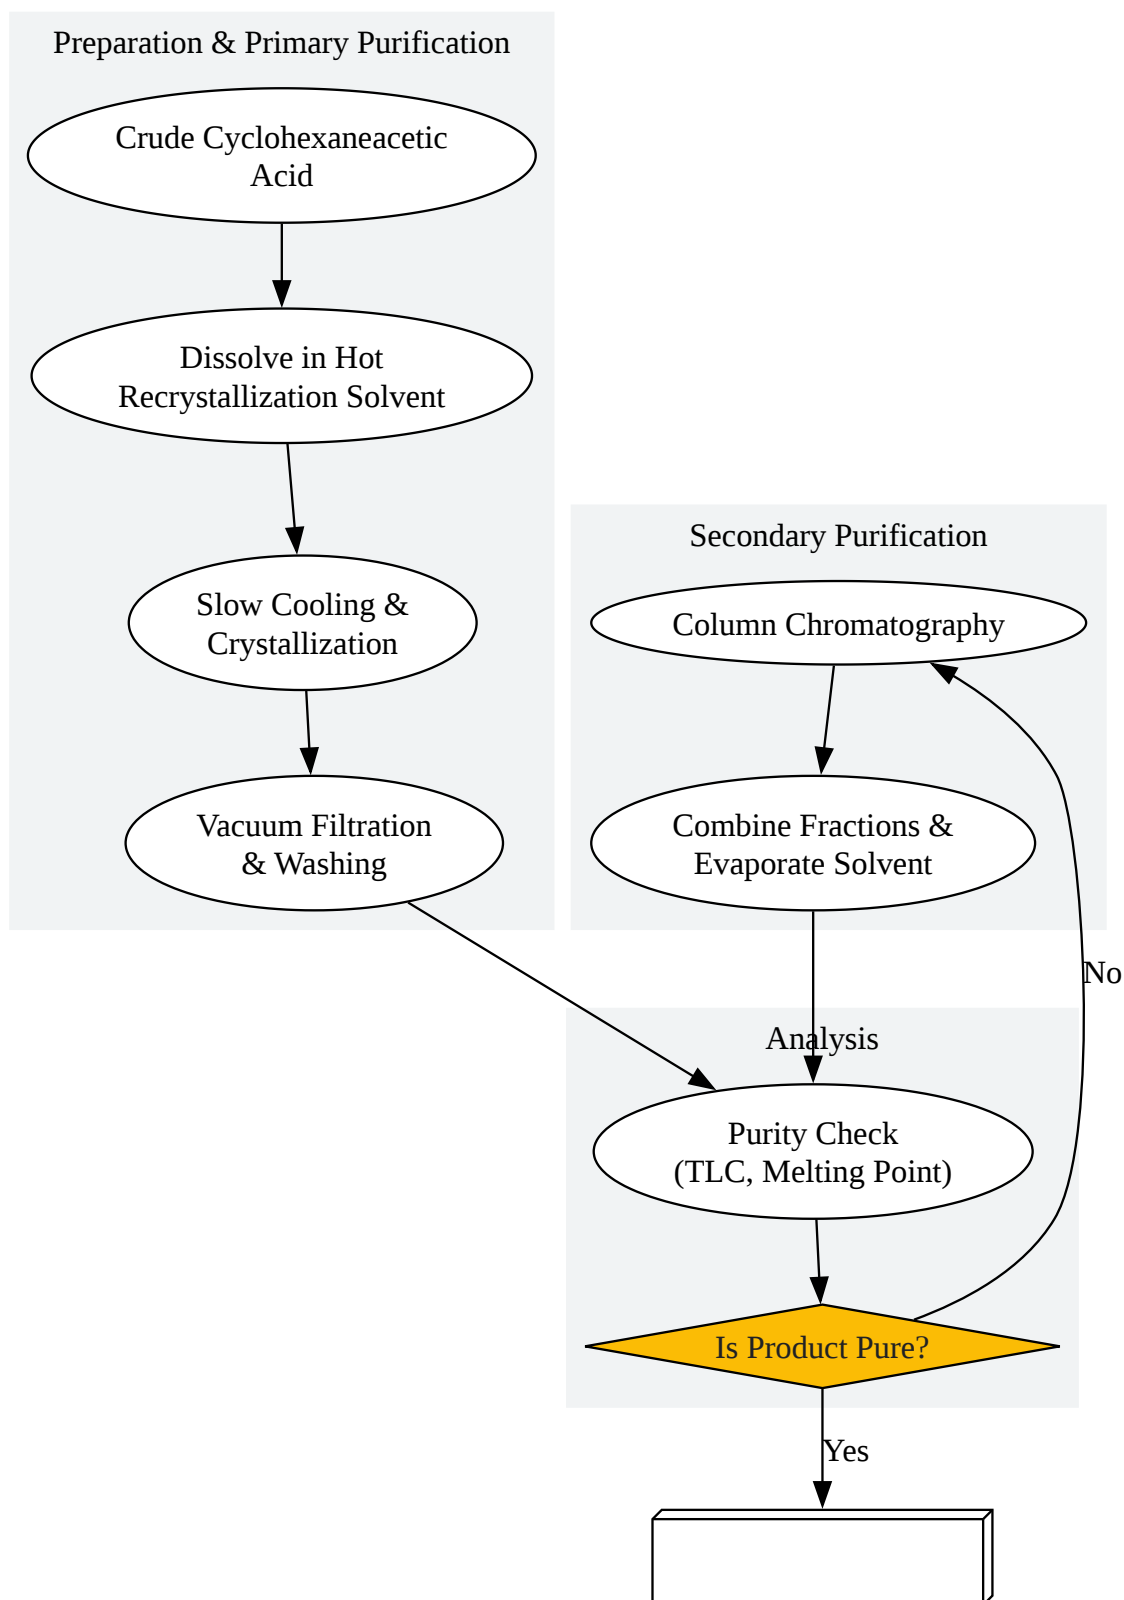 Preparation & Primary Purification
Crude Cyclohexaneacetic
Acid
Dissolve in Hot
Recrystallization Solvent
Slow Cooling &
Crystallization
Vacuum Filtration
& Washing
Secondary Purification
Column Chromatography
Combine Fractions &
Evaporate Solvent
No
Analysis
Purity Check
(TLC, Melting Point)
Is Product Pure?
Yes